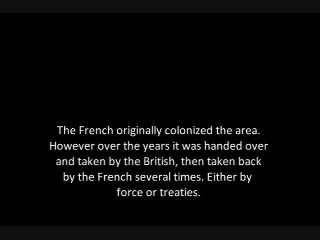 The French originally colonized the area.
However over the years it was handed over
and taken by the British, then taken back
by the French several times. Either by
force or treaties.